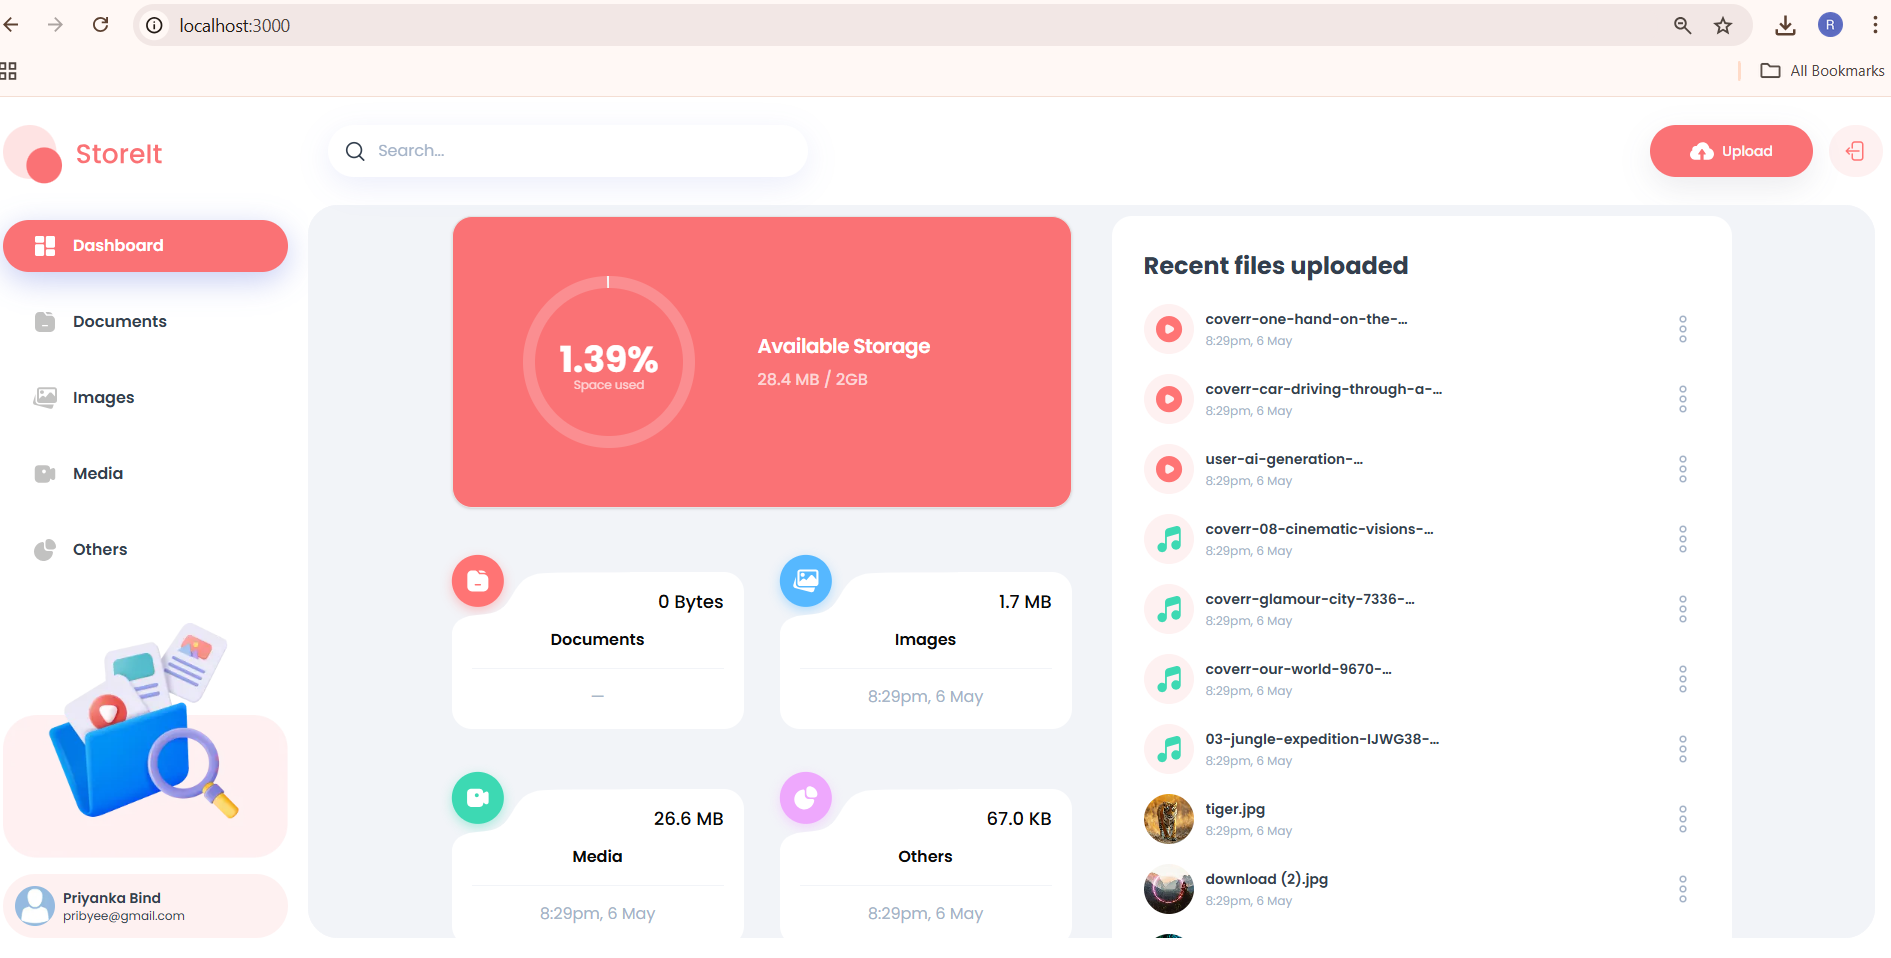 localhost:3000
R
All Bookmarks
StoreIt
Search...
Upload
Dashboard
Documents
Images
Media
Others
Priyanka Bind
pribyee@gmail.com
1.39%
Space used
Available Storage
28.4 MB / 2GB
0 Bytes
Documents
—
1.7 MB
Images
8:29pm, 6 May
26.6 MB
Media
8:29pm, 6 May
67.0 KB
Others
8:29pm, 6 May
Recent files uploaded
coverr-one-hand-on-the-...
8:29pm, 6 May
coverr-car-driving-through-a-...
8:29pm, 6 May
user-ai-generation-...
8:29pm, 6 May
coverr-08-cinematic-visions-...
8:29pm, 6 May
coverr-glamour-city-7336-...
8:29pm, 6 May
coverr-our-world-9670-...
8:29pm, 6 May
03-jungle-expedition-IJWG38-...
8:29pm, 6 May
tiger.jpg
8:29pm, 6 May
download (2).jpg
8:29pm, 6 May